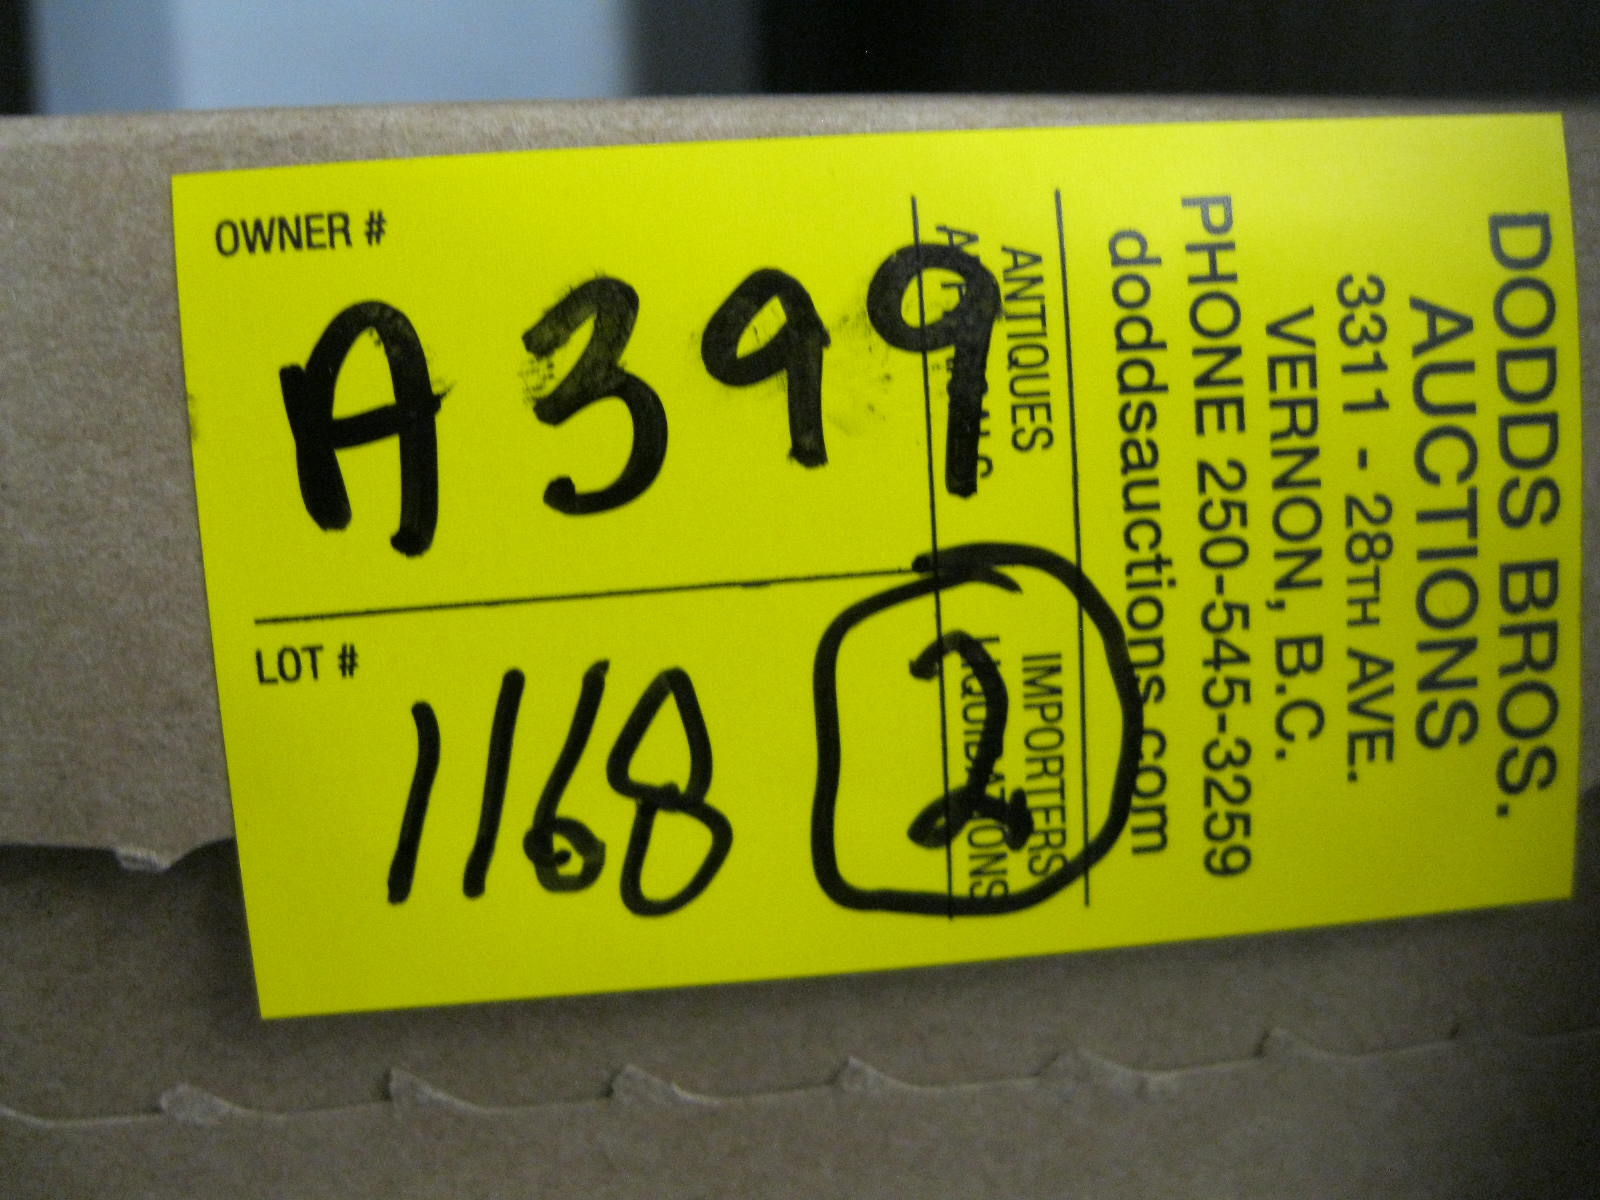 DODDS BROS.
AUCTIONS
3311 - 28TH AVE.
VERNON, B.C.
PHONE 250-545-3259
doddsauctions.com
ANTIQUES
IMPORTERS
LIQUIDATIONS
OWNER #
A399
LOT #
1168 2